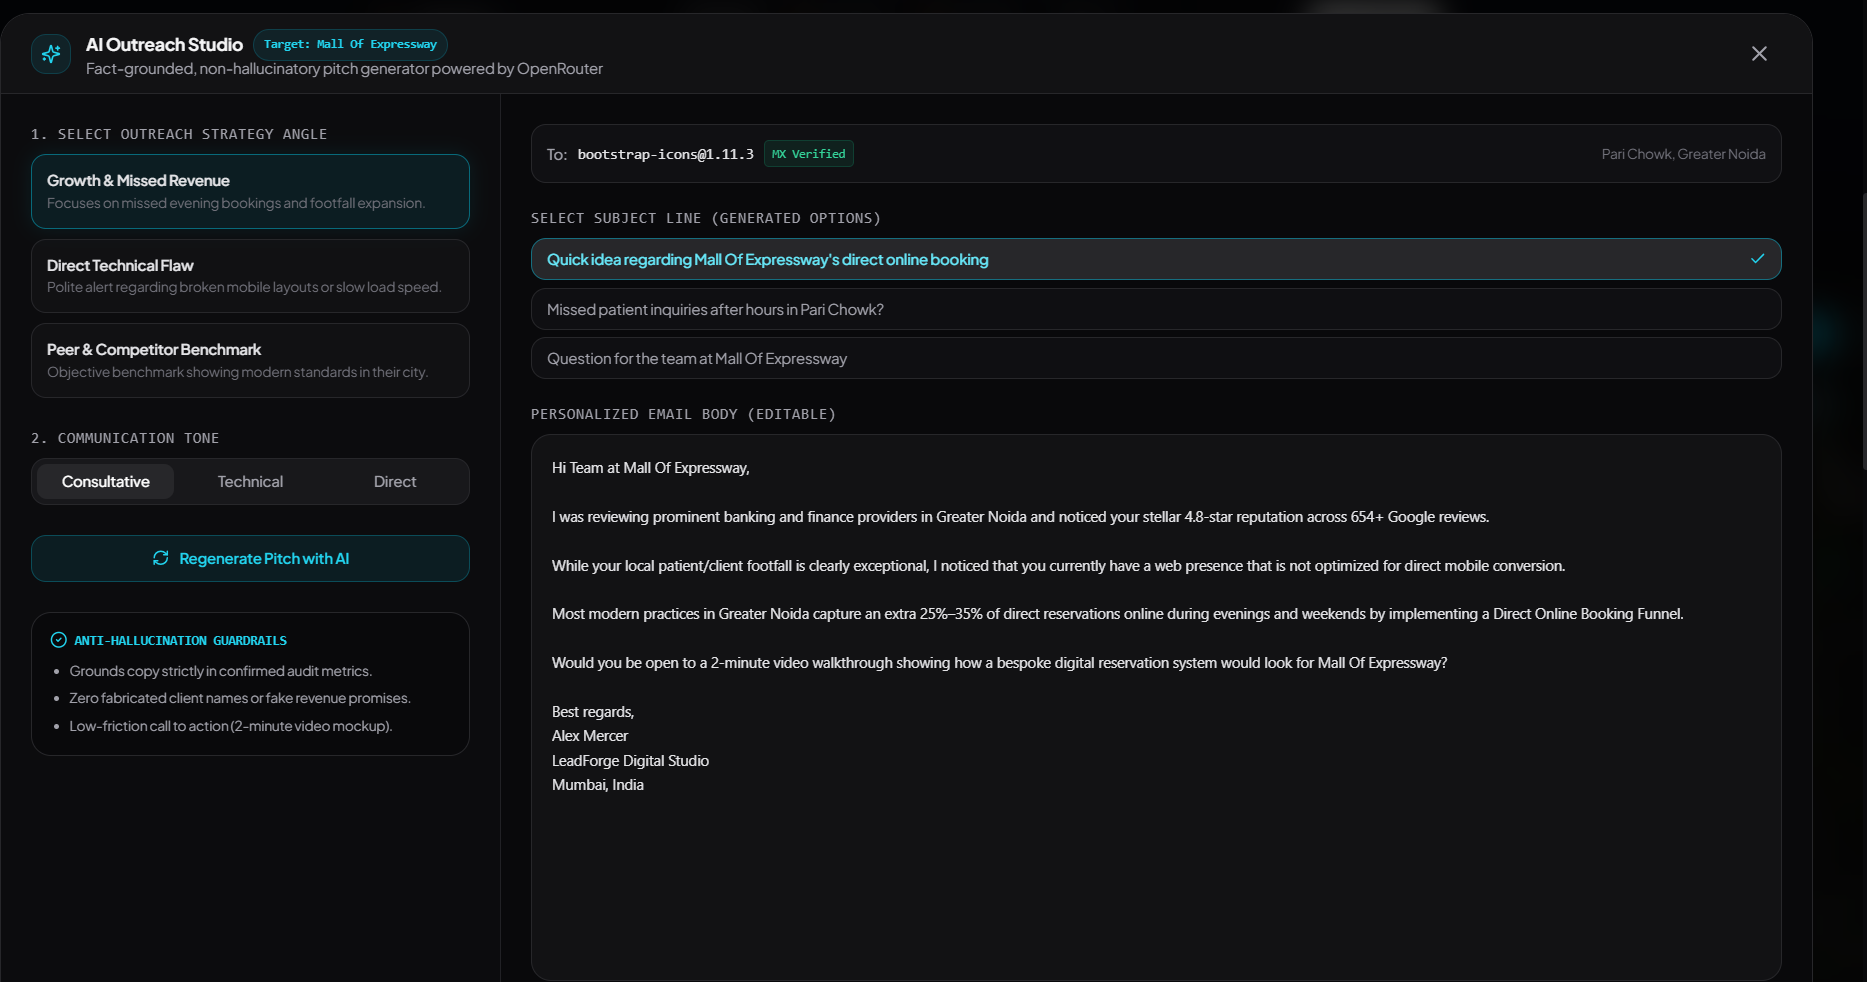 AI Outreach Studio
Target: Mall Of Expressway
Fact-grounded, non-hallucinatory pitch generator powered by OpenRouter
1. SELECT OUTREACH STRATEGY ANGLE
Growth & Missed Revenue
Focuses on missed evening bookings and footfall expansion.
Direct Technical Flaw
Polite alert regarding broken mobile layouts or slow load speed.
Peer & Competitor Benchmark
Objective benchmark showing modern standards in their city.
2. COMMUNICATION TONE
Consultative
Technical
Direct
Regenerate Pitch with AI
ANTI-HALLUCINATION GUARDRAILS
• Grounds copy strictly in confirmed audit metrics.
• Zero fabricated client names or fake revenue promises.
• Low-friction call to action (2-minute video mockup).
To: bootstrap-icons@1.11.3 MX Verified
Pari Chowk, Greater Noida
SELECT SUBJECT LINE (GENERATED OPTIONS)
Quick idea regarding Mall Of Expressway's direct online booking
Missed patient inquiries after hours in Pari Chowk?
Question for the team at Mall Of Expressway
PERSONALIZED EMAIL BODY (EDITABLE)
Hi Team at Mall Of Expressway,
I was reviewing prominent banking and finance providers in Greater Noida and noticed your stellar 4.8-star reputation across 654+ Google reviews.
While your local patient/client footfall is clearly exceptional, I noticed that you currently have a web presence that is not optimized for direct mobile conversion.
Most modern practices in Greater Noida capture an extra 25%–35% of direct reservations online during evenings and weekends by implementing a Direct Online Booking Funnel.
Would you be open to a 2-minute video walkthrough showing how a bespoke digital reservation system would look for Mall Of Expressway?
Best regards,
Alex Mercer
LeadForge Digital Studio
Mumbai, India